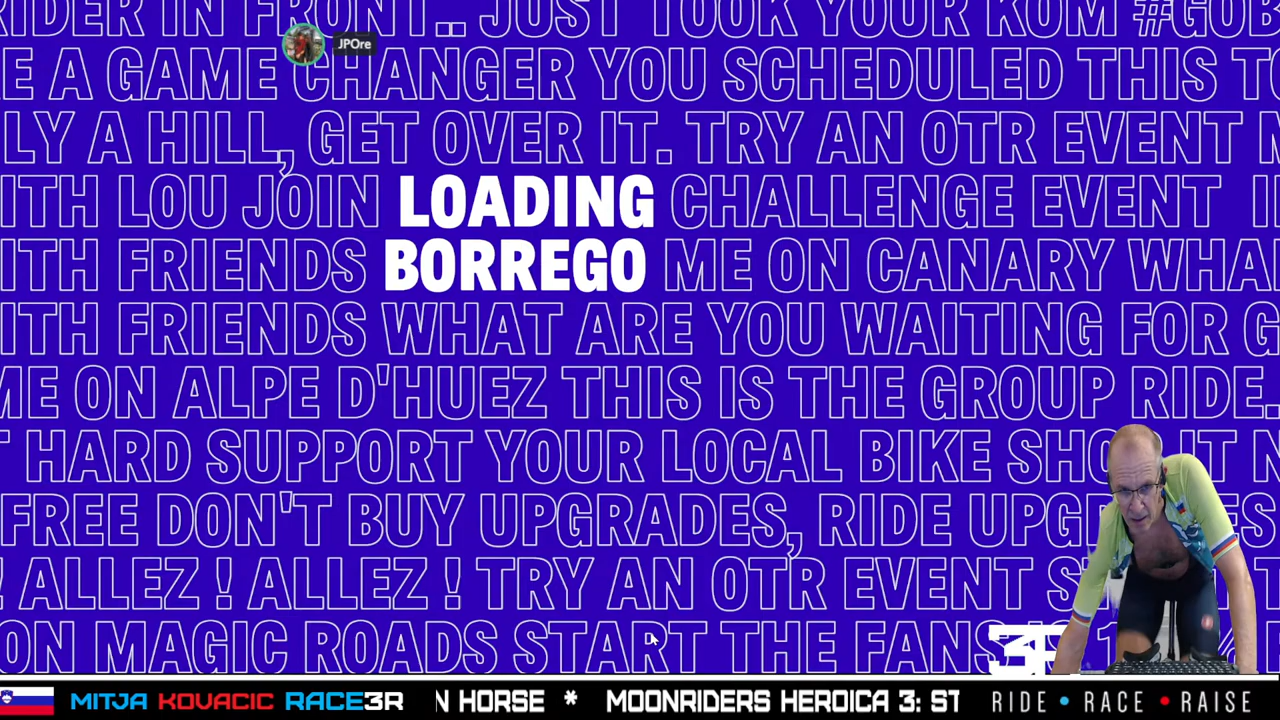 RIDER IN FRONT.. JUST TOOK YOUR KOM #GOB
JPOre
E A GAME CHANGER YOU SCHEDULED THIS TO
LY A HILL, GET OVER IT. TRY AN OTR EVENT
ITH LOU JOIN LOADING CHALLENGE EVENT
ITH FRIENDS BORREGO ME ON CANARY WHA
ITH FRIENDS WHAT ARE YOU WAITING FOR G
ME ON ALPE D'HUEZ THIS IS THE GROUP RIDE.
T HARD SUPPORT YOUR LOCAL BIKE SHO IT N
FREE DON'T BUY UPGRADES, RIDE UPGR ES
! ALLEZ ! ALLEZ ! TRY AN OTR EVENT S
ON MAGIC ROADS START THE FANS
3R
MITJA KOVACIC RACE3R N HORSE * MOONRIDERS HEROICA 3: ST RIDE • RACE • RAISE